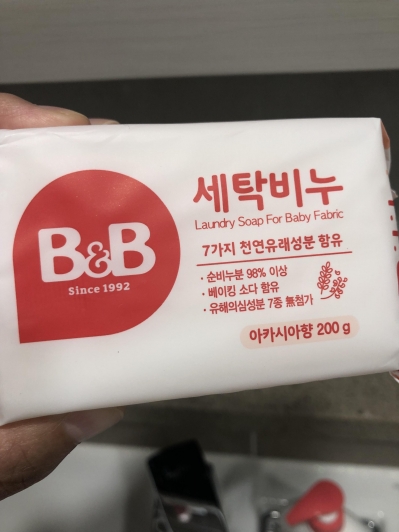 B&B
Since 1992
세탁비누
Laundry Soap For Baby Fabric
7가지 천연유래성분 함유
· 순비누분 98% 이상
· 베이킹 소다 함유
· 유해의심성분 7종 無첨가
아카시아향 200 g